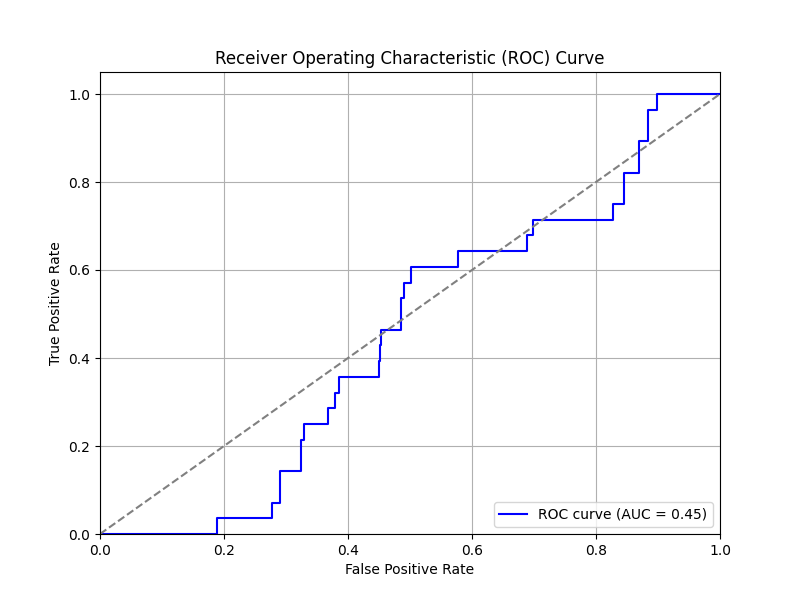 Receiver Operating Characteristic (ROC) Curve
1.0
0.8
0.6
0.4
0.2
0.0
True Positive Rate
0.0 0.2 0.4 0.6 0.8 1.0
False Positive Rate
ROC curve (AUC = 0.45)